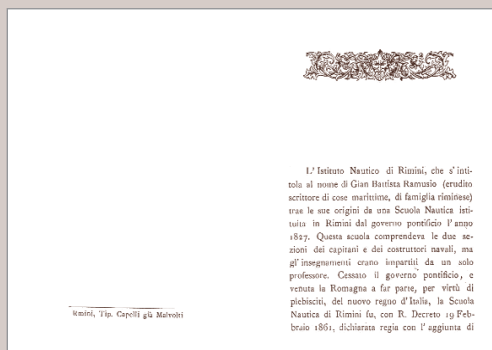 Rimini, Tip. Capelli già Malvolti
L' Istituto Nautico di Rimini, che s' inti-
tola al nome di Gian Battista Ramusio (erudito
scrittore di cose marittime, di famiglia riminese)
trae le sue origini da una Scuola Nautica isti-
tuita in Rimini dal governo pontificio l' anno
1827. Questa scuola comprendeva le due se-
zioni dei capitani e dei costruttori navali, ma
gl' insegnamenti erano impartiti da un solo
professore. Cessato il governo pontificio, e
venuta la Romagna a far parte, per virtù di
plebisciti, del nuovo regno d' Italia, la Scuola
Nautica di Rimini fu, con R. Decreto 19 Feb-
braio 1861, dichiarata regia con l' aggiunta di